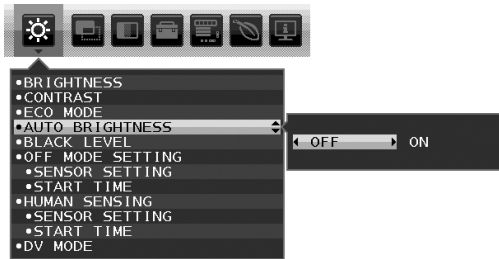 •BRIGHTNESS
•CONTRAST
•ECO MODE
•AUTO BRIGHTNESS
OFF ON
•BLACK LEVEL
•OFF MODE SETTING
•SENSOR SETTING
•START TIME
•HUMAN SENSING
•SENSOR SETTING
•START TIME
•DV MODE